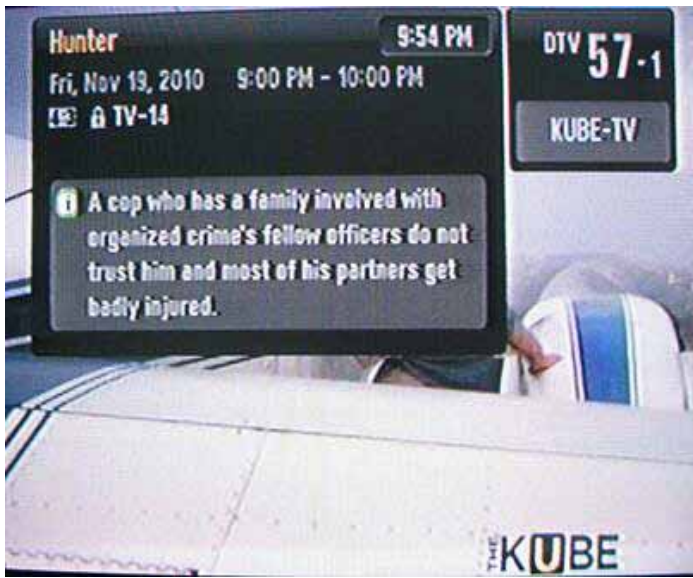 Hunter
9:54 PM
Fri, Nov 19, 2010 9:00 PM - 10:00 PM
4:3 TV-14
i A cop who has a family involved with
organized crime's fellow officers do not
trust him and most of his partners get
badly injured.
DTV 57-1
KUBE-TV
THE KUBE